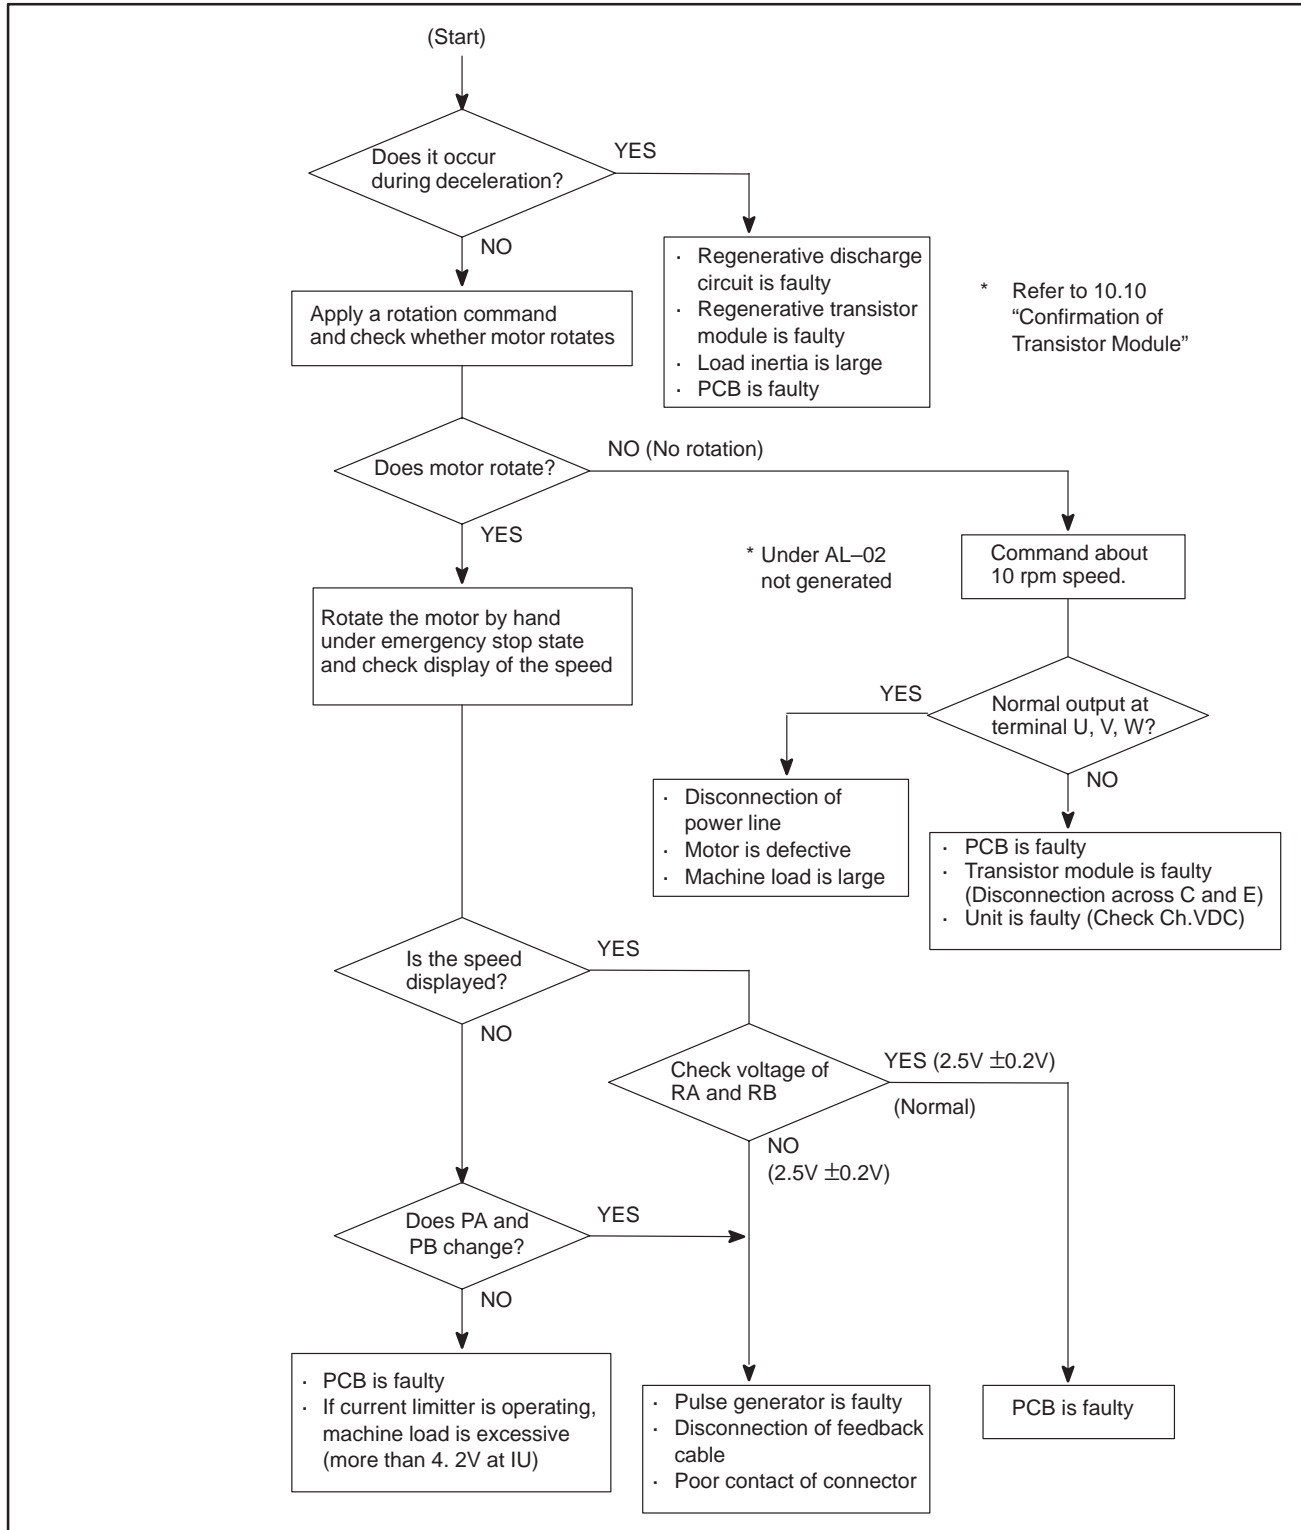 (Start)
Does it occur
during deceleration?
YES
NO
· Regenerative discharge
circuit is faulty
· Regenerative transistor
module is faulty
· Load inertia is large
· PCB is faulty
* Refer to 10.10
“Confirmation of
Transistor Module”
Apply a rotation command
and check whether motor rotates
Does motor rotate?
NO (No rotation)
YES
* Under AL–02
not generated
Command about
10 rpm speed.
Rotate the motor by hand
under emergency stop state
and check display of the speed
YES
Normal output at
terminal U, V, W?
NO
· Disconnection of
power line
· Motor is defective
· Machine load is large
· PCB is faulty
· Transistor module is faulty
(Disconnection across C and E)
· Unit is faulty (Check Ch.VDC)
Is the speed
displayed?
YES
NO
Check voltage of
RA and RB
YES (2.5V ±0.2V)
(Normal)
NO
(2.5V ±0.2V)
Does PA and
PB change?
YES
NO
· PCB is faulty
· If current limitter is operating,
machine load is excessive
(more than 4. 2V at IU)
· Pulse generator is faulty
· Disconnection of feedback
cable
· Poor contact of connector
PCB is faulty